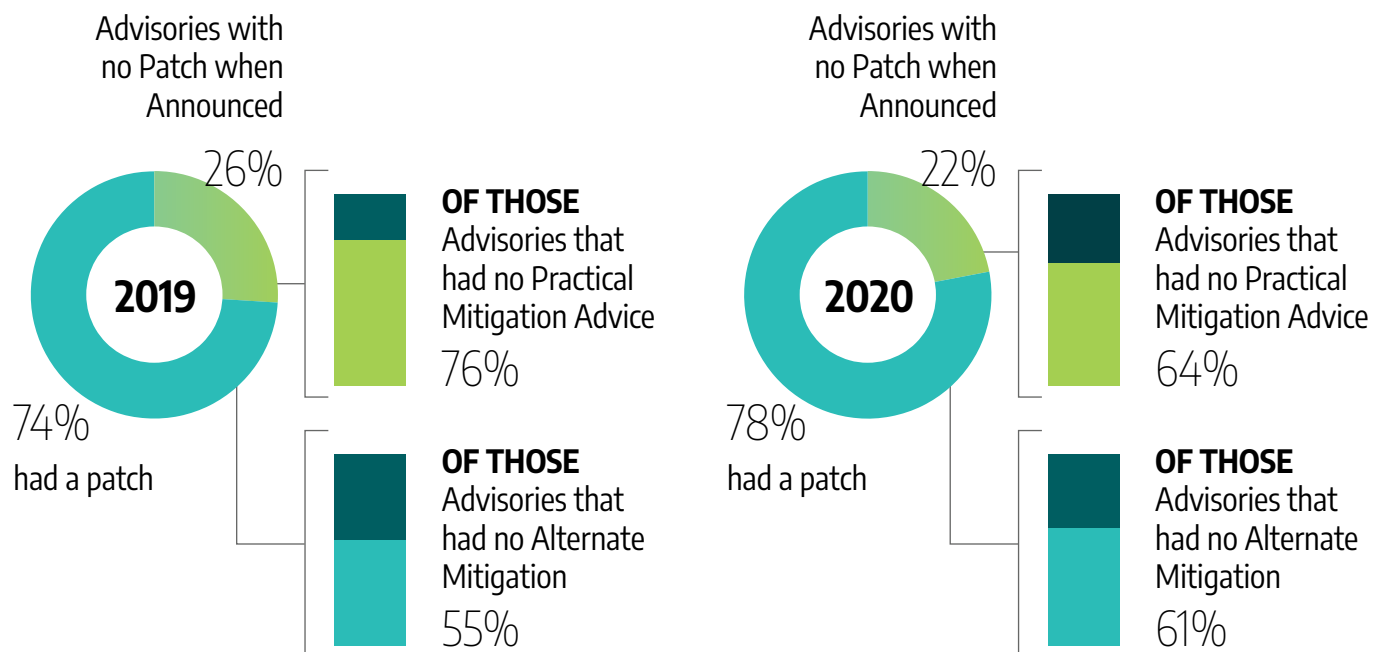 Advisories with
no Patch when
Announced
26%
2019
74%
had a patch
OF THOSE
Advisories that
had no Practical
Mitigation Advice
76%
OF THOSE
Advisories that
had no Alternate
Mitigation
55%
Advisories with
no Patch when
Announced
22%
2020
78%
had a patch
OF THOSE
Advisories that
had no Practical
Mitigation Advice
64%
OF THOSE
Advisories that
had no Alternate
Mitigation
61%